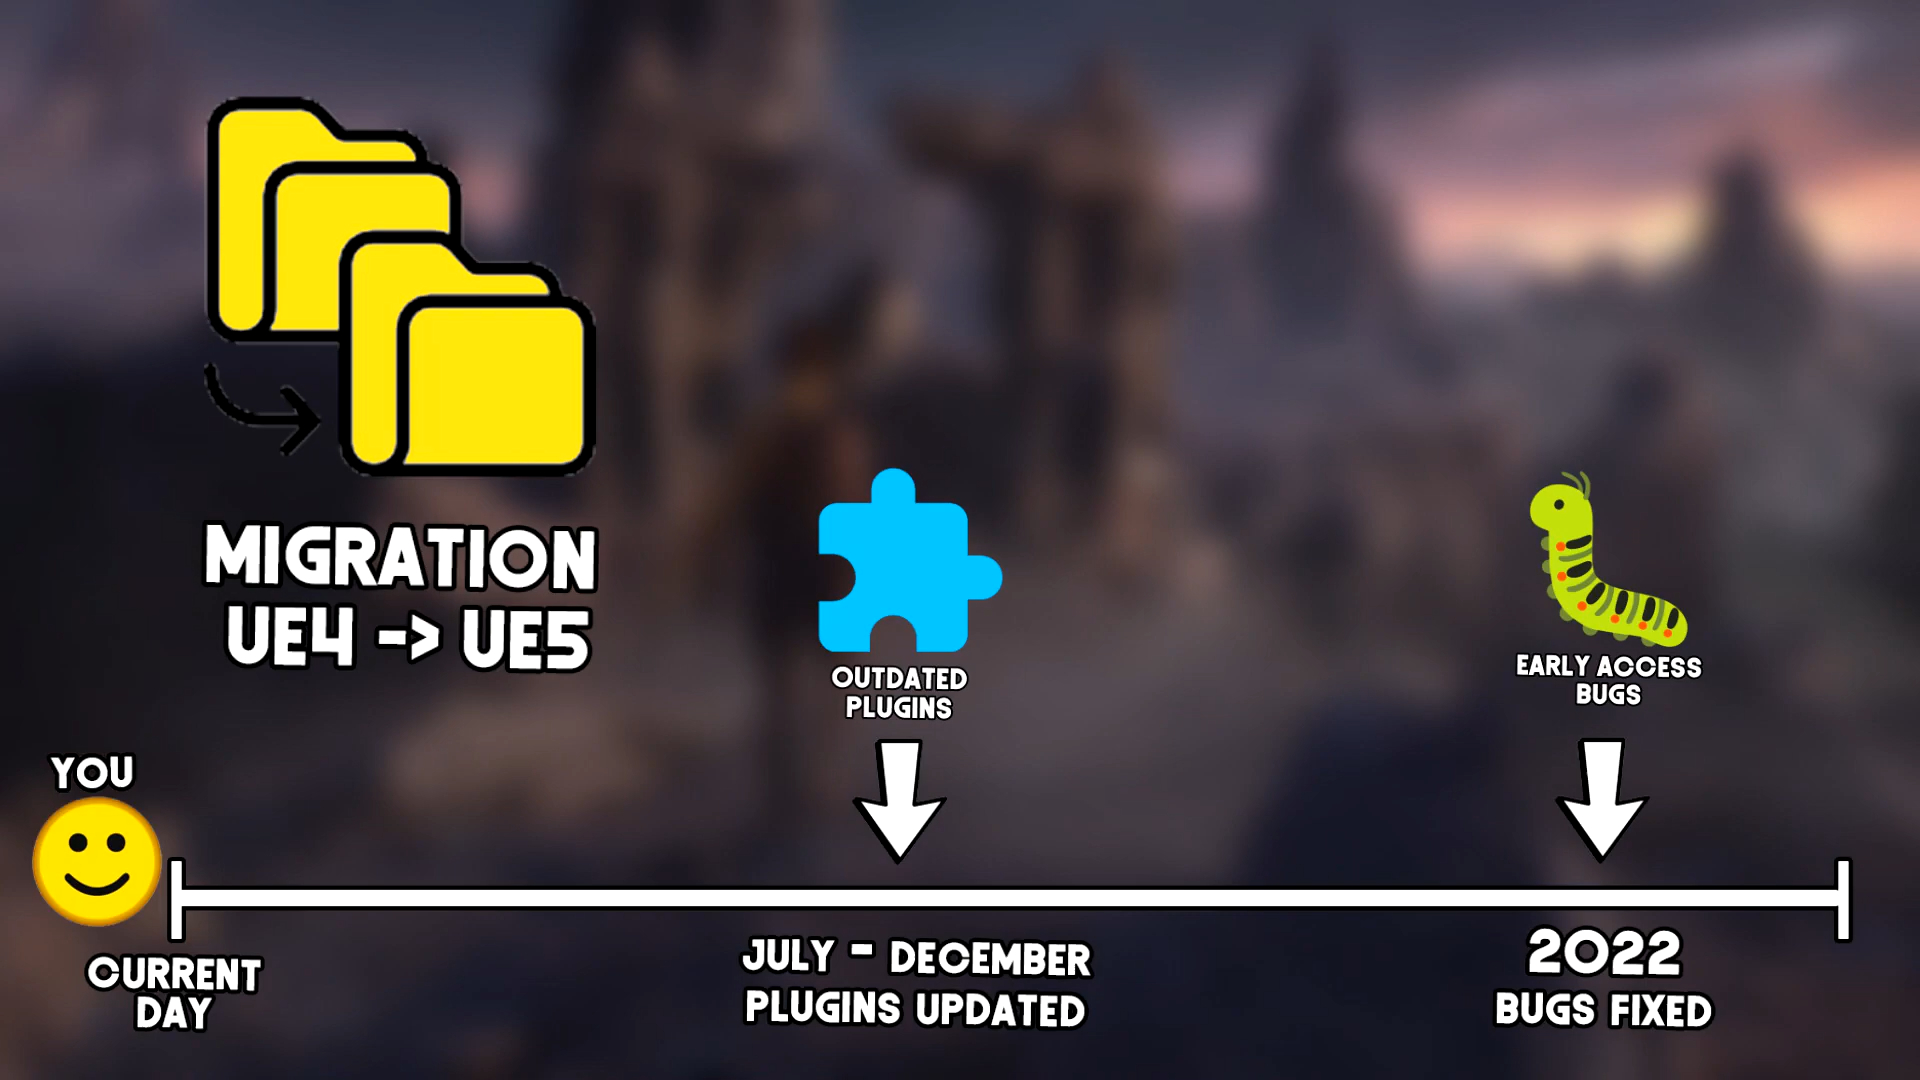 MIGRATION
UE4 -> UE5
OUTDATED
PLUGINS
EARLY ACCESS
BUGS
YOU
CURRENT
DAY
JULY - DECEMBER
PLUGINS UPDATED
2022
BUGS FIXED